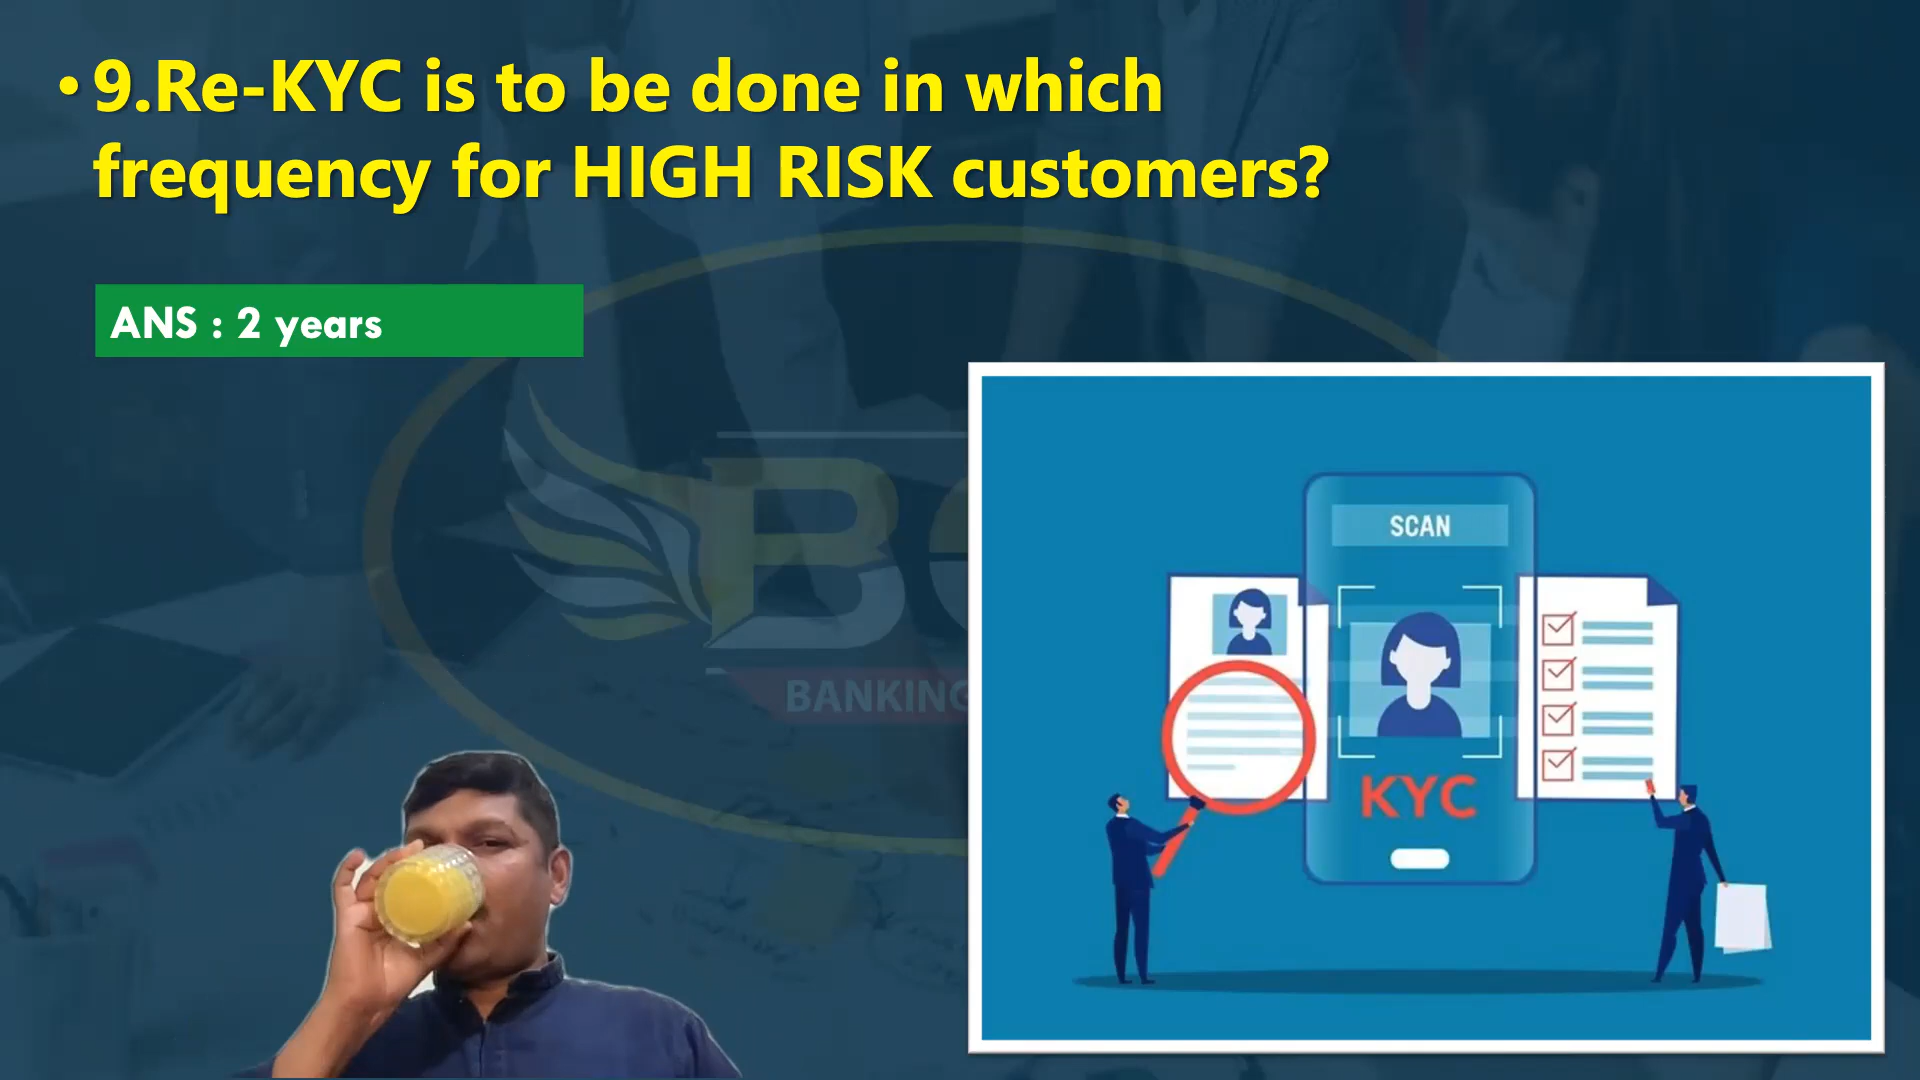 • 9.Re-KYC is to be done in which
frequency for HIGH RISK customers?
ANS : 2 years
BANKING
SCAN
KYC